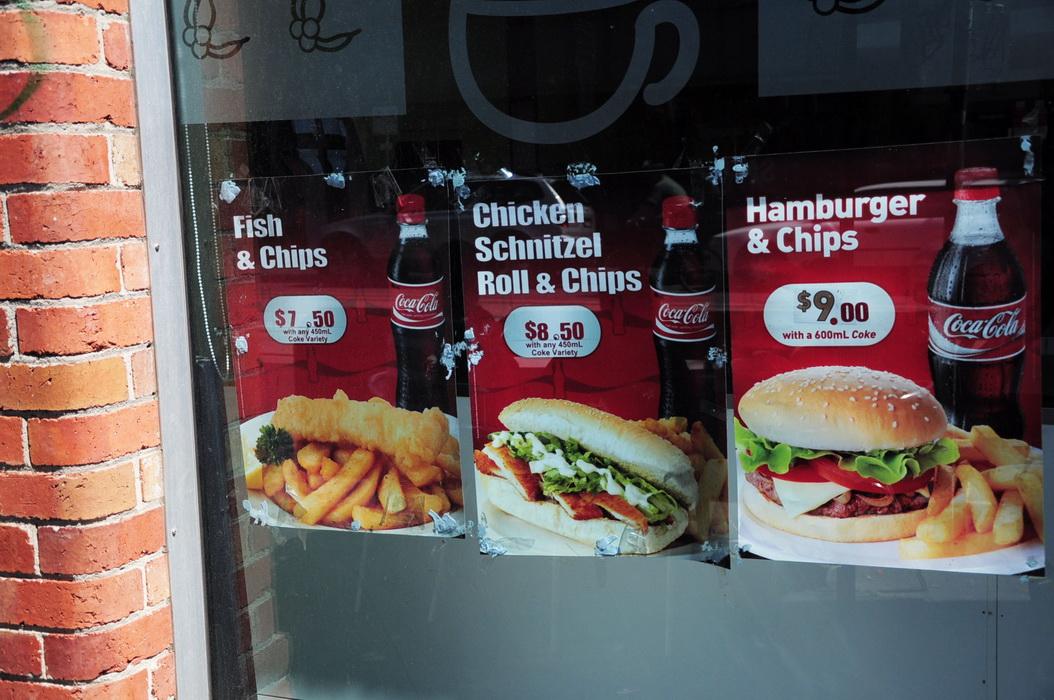 Fish
& Chips
$7.50
with any 450mL
Coke Variety
Coca-Cola
Chicken
Schnitzel
Roll & Chips
$8.50
with any 450mL
Coke Variety
Coca-Cola
Hamburger
& Chips
$9.00
with a 600mL Coke
Coca-Cola